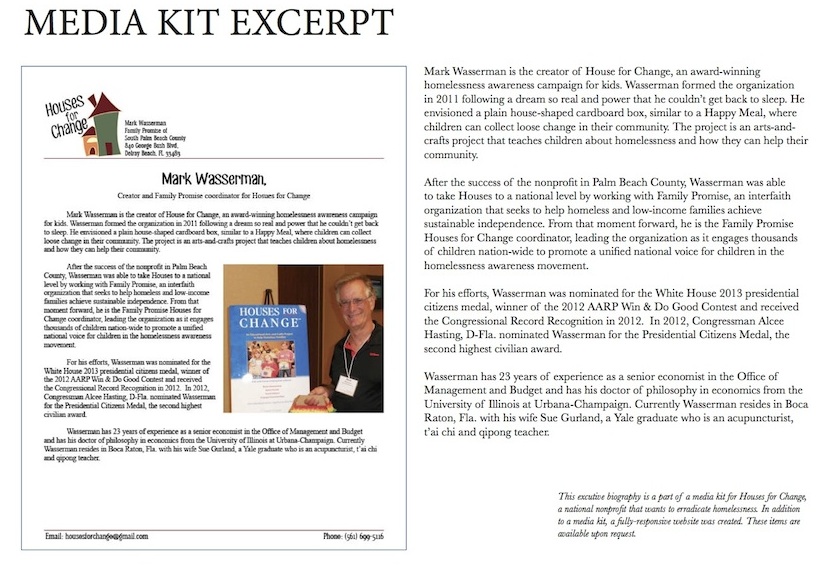 MEDIA KIT EXCERPT
Houses
for
Change
Mark Wasserman
Family Promise of
South Palm Beach County
840 George Bush Blvd.
Delray Beach, FL 33483
Mark Wasserman,
Creator and Family Promise coordinator for Houses for Change
Mark Wasserman is the creator of House for Change, an award-winning homelessness awareness campaign
for kids. Wasserman formed the organization in 2011 following a dream so real and power that he couldn't get back
to sleep. He envisioned a plain house-shaped cardboard box, similar to a Happy Meal, where children can collect
loose change in their community. The project is an arts-and-crafts project that teaches children about homelessness
and how they can help their community.
After the success of the nonprofit in Palm Beach
County, Wasserman was able to take Houses to a national
level by working with Family Promise, an interfaith
organization that seeks to help homeless and low-income
families achieve sustainable independence. From that
moment forward, he is the Family Promise Houses for
Change coordinator, leading the organization as it engages
thousands of children nation-wide to promote a unified
national voice for children in the homelessness awareness
movement.
For his efforts, Wasserman was nominated for the
White House 2013 presidential citizens medal, winner of
the 2012 AARP Win & Do Good Contest and received
the Congressional Record Recognition in 2012. In 2012,
Congressman Alcee Hasting, D-Fla. nominated Wasserman
for the Presidential Citizens Medal, the second highest
civilian award.
HOUSES FOR
CHANGE
Wasserman has 23 years of experience as a senior economist in the Office of Management and Budget
and has his doctor of philosophy in economics from the University of Illinois at Urbana-Champaign. Currently
Wasserman resides in Boca Raton, Fla. with his wife Sue Gurland, a Yale graduate who is an acupuncturist, t'ai chi
and qipong teacher.
Email: housesforchange@gmail.com
Phone: (561) 699-5116
Mark Wasserman is the creator of House for Change, an award-winning
homelessness awareness campaign for kids. Wasserman formed the organization
in 2011 following a dream so real and power that he couldn't get back to sleep. He
envisioned a plain house-shaped cardboard box, similar to a Happy Meal, where
children can collect loose change in their community. The project is an arts-and-
crafts project that teaches children about homelessness and how they can help their
community.
After the success of the nonprofit in Palm Beach County, Wasserman was able
to take Houses to a national level by working with Family Promise, an interfaith
organization that seeks to help homeless and low-income families achieve
sustainable independence. From that moment forward, he is the Family Promise
Houses for Change coordinator, leading the organization as it engages thousands
of children nation-wide to promote a unified national voice for children in the
homelessness awareness movement.
For his efforts, Wasserman was nominated for the White House 2013 presidential
citizens medal, winner of the 2012 AARP Win & Do Good Contest and received
the Congressional Record Recognition in 2012. In 2012, Congressman Alcee
Hasting, D-Fla. nominated Wasserman for the Presidential Citizens Medal, the
second highest civilian award.
Wasserman has 23 years of experience as a senior economist in the Office of
Management and Budget and has his doctor of philosophy in economics from the
University of Illinois at Urbana-Champaign. Currently Wasserman resides in Boca
Raton, Fla. with his wife Sue Gurland, a Yale graduate who is an acupuncturist,
t'ai chi and qipong teacher.
This excutive biography is a part of a media kit for Houses for Change,
a national nonprofit that wants to erradicate homelessness. In addition
to a media kit, a fully-responsive website was created. These items are
available upon request.